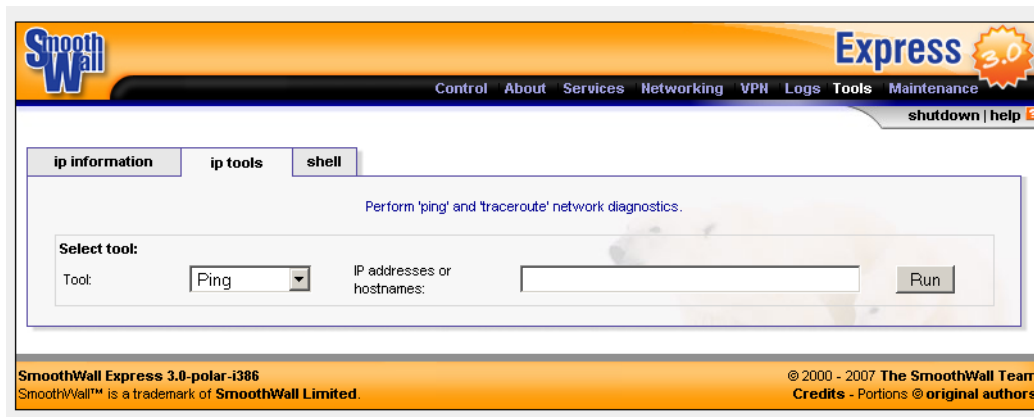 Smooth
Wall
Express 3.0
Control About Services Networking VPN Logs Tools Maintenance
shutdown | help
ip information
ip tools
shell
Perform 'ping' and 'traceroute' network diagnostics.
Select tool:
Tool:
Ping
IP addresses or
hostnames:
Run
SmoothWall Express 3.0-polar-i386
© 2000 - 2007 The SmoothWall Team
SmoothWall™ is a trademark of SmoothWall Limited.
Credits - Portions © original authors